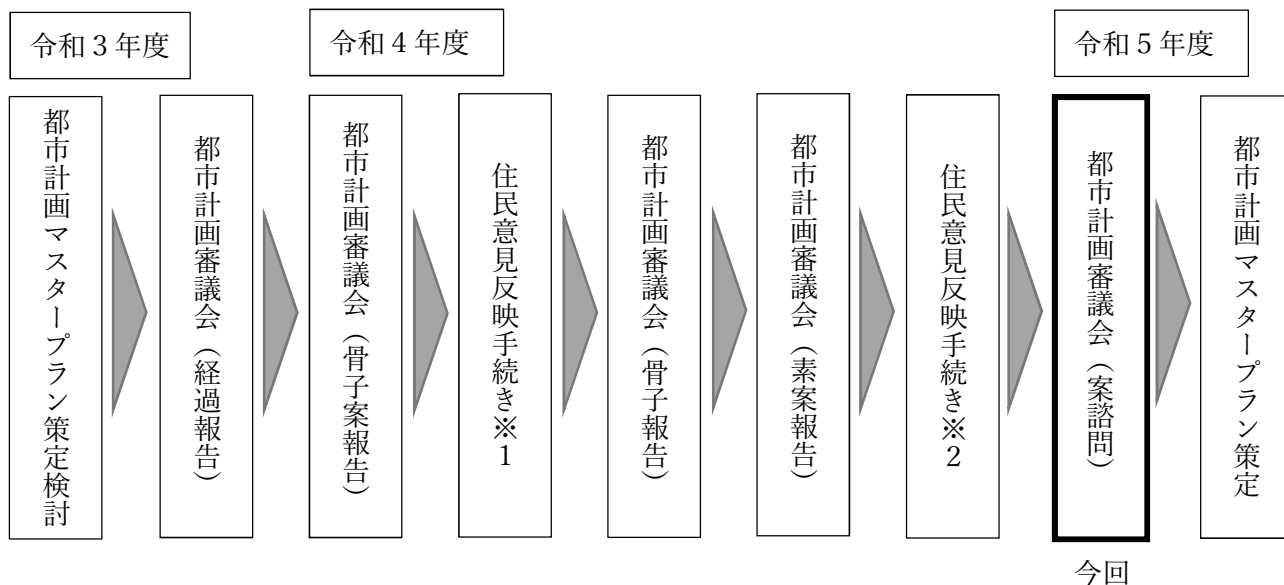 令和3年度
令和4年度
令和5年度
都市計画マスタープラン策定検討
都市計画審議会（経過報告）
都市計画審議会（骨子案報告）
住民意見反映手続き※1
都市計画審議会（骨子報告）
都市計画審議会（素案報告）
住民意見反映手続き※2
都市計画審議会（案諮問）
都市計画マスタープラン策定
今回